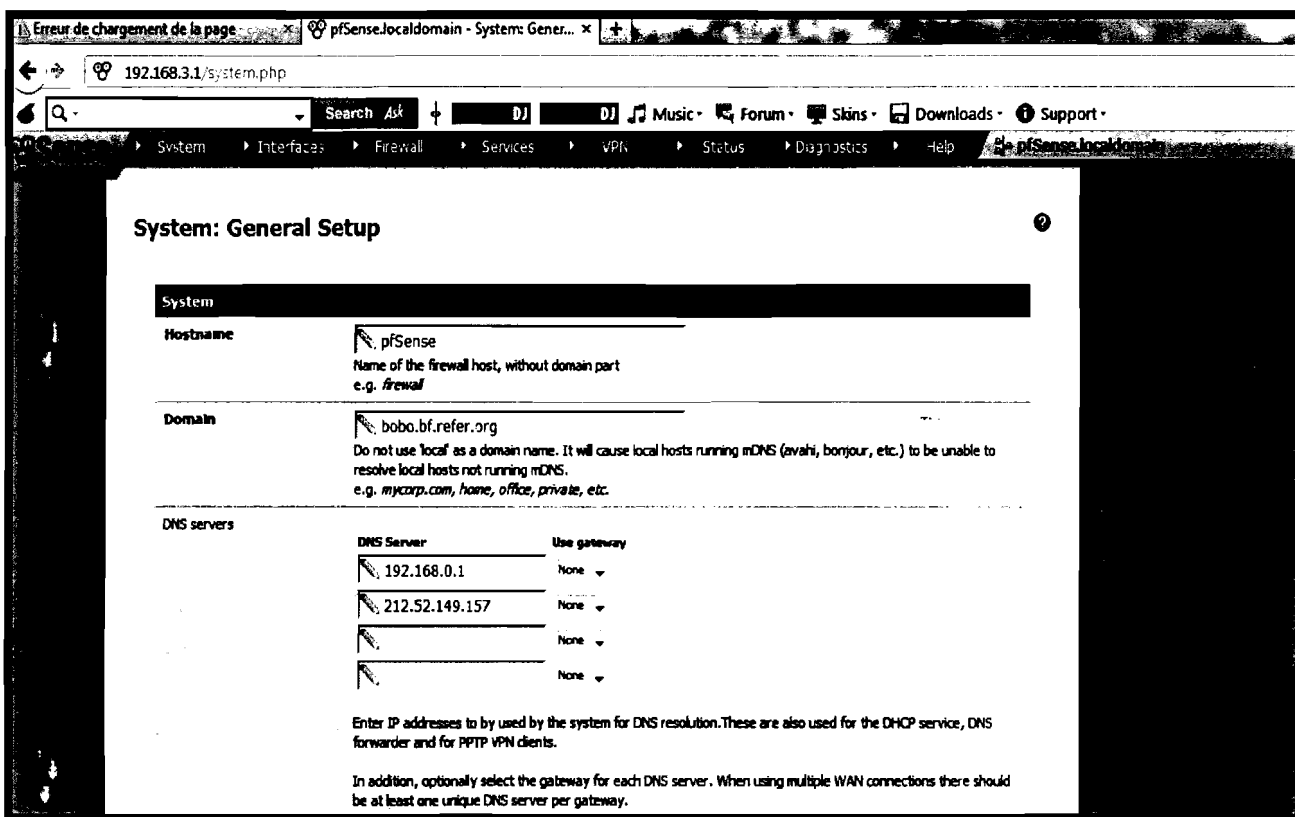 Erreur de chargement de la page
pfSense.localdomain - System: Gener... ×
+
192.168.3.1/system.php
Search Ask DJ DJ Music Forum Skins Downloads Support
System Interfaces Firewall Services VPN Status Diagnostics Help pfSense.localdomain
System: General Setup
System
Hostname
pfSense
Name of the firewall host, without domain part
e.g. firewall
Domain
bobo.bf.refer.org
Do not use 'local' as a domain name. It will cause local hosts running mDNS (avahi, bonjour, etc.) to be unable to
resolve local hosts not running mDNS.
e.g. mycorp.com, home, office, private, etc.
DNS servers
DNS Server Use gateway
192.168.0.1 None
212.52.149.157 None
None
None
Enter IP addresses to by used by the system for DNS resolution.These are also used for the DHCP service, DNS
forwarder and for PPTP VPN clients.
In addition, optionally select the gateway for each DNS server. When using multiple WAN connections there should
be at least one unique DNS server per gateway.